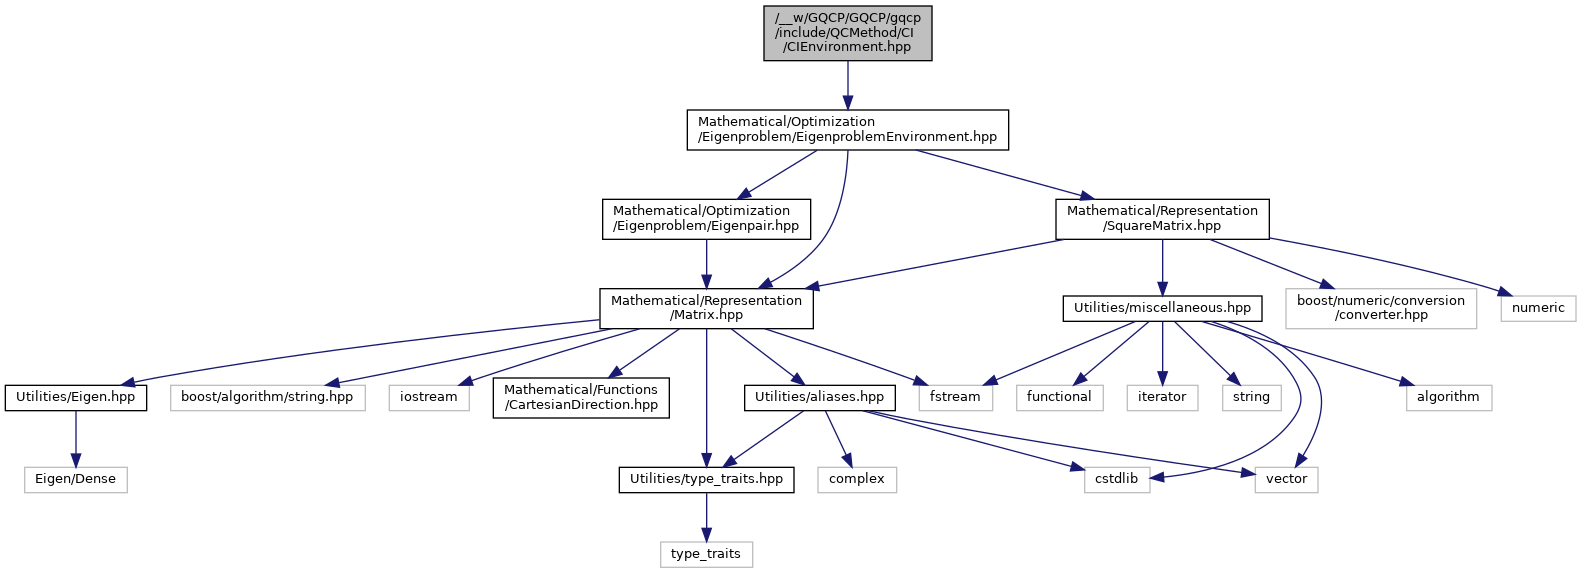 /__w/GQCP/GQCP/gqcp
/include/QCMethod/CI
/CIEnvironment.hpp
Mathematical/Optimization
/Eigenproblem/EigenproblemEnvironment.hpp
Mathematical/Optimization
/Eigenproblem/Eigenpair.hpp
Mathematical/Representation
/SquareMatrix.hpp
Mathematical/Representation
/Matrix.hpp
Utilities/miscellaneous.hpp
boost/numeric/conversion
/converter.hpp
numeric
Utilities/Eigen.hpp
boost/algorithm/string.hpp
iostream
Mathematical/Functions
/CartesianDirection.hpp
Utilities/aliases.hpp
fstream
functional
iterator
string
algorithm
Eigen/Dense
Utilities/type_traits.hpp
complex
cstdlib
vector
type_traits